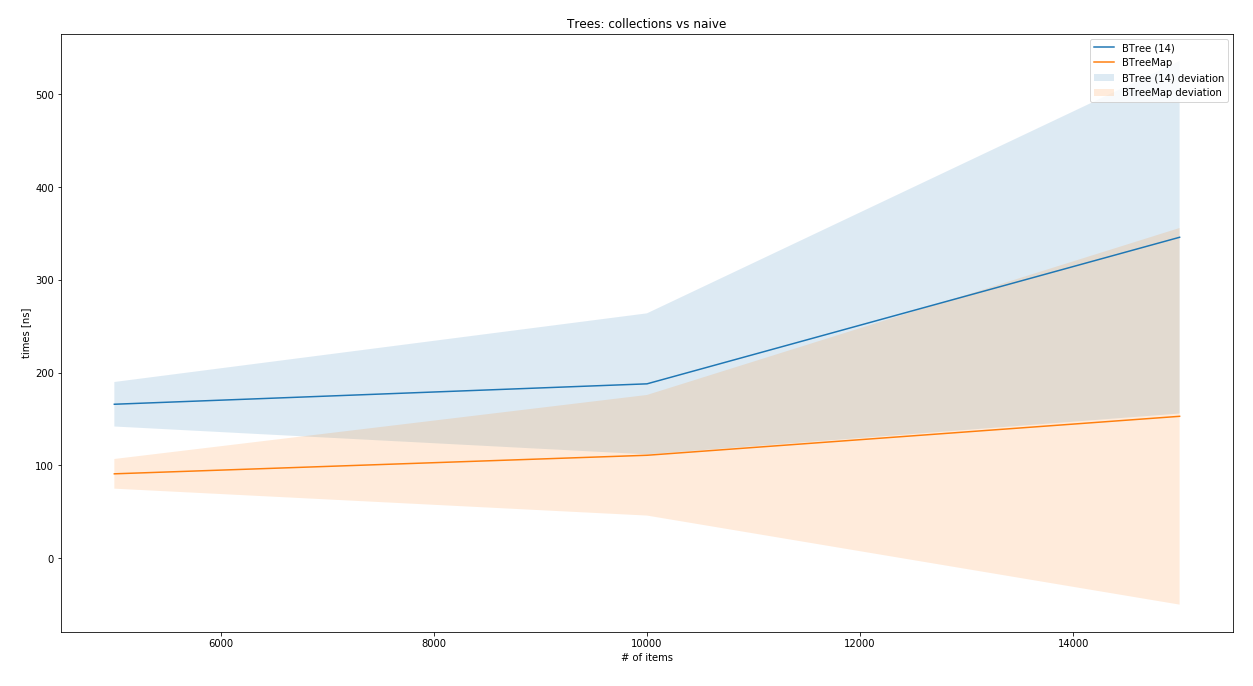 Trees: collections vs naive
BTree (14)
BTreeMap
BTree (14) deviation
BTreeMap deviation
500
400
300
200
100
0
times [ns]
6000
8000
10000
12000
14000
# of items